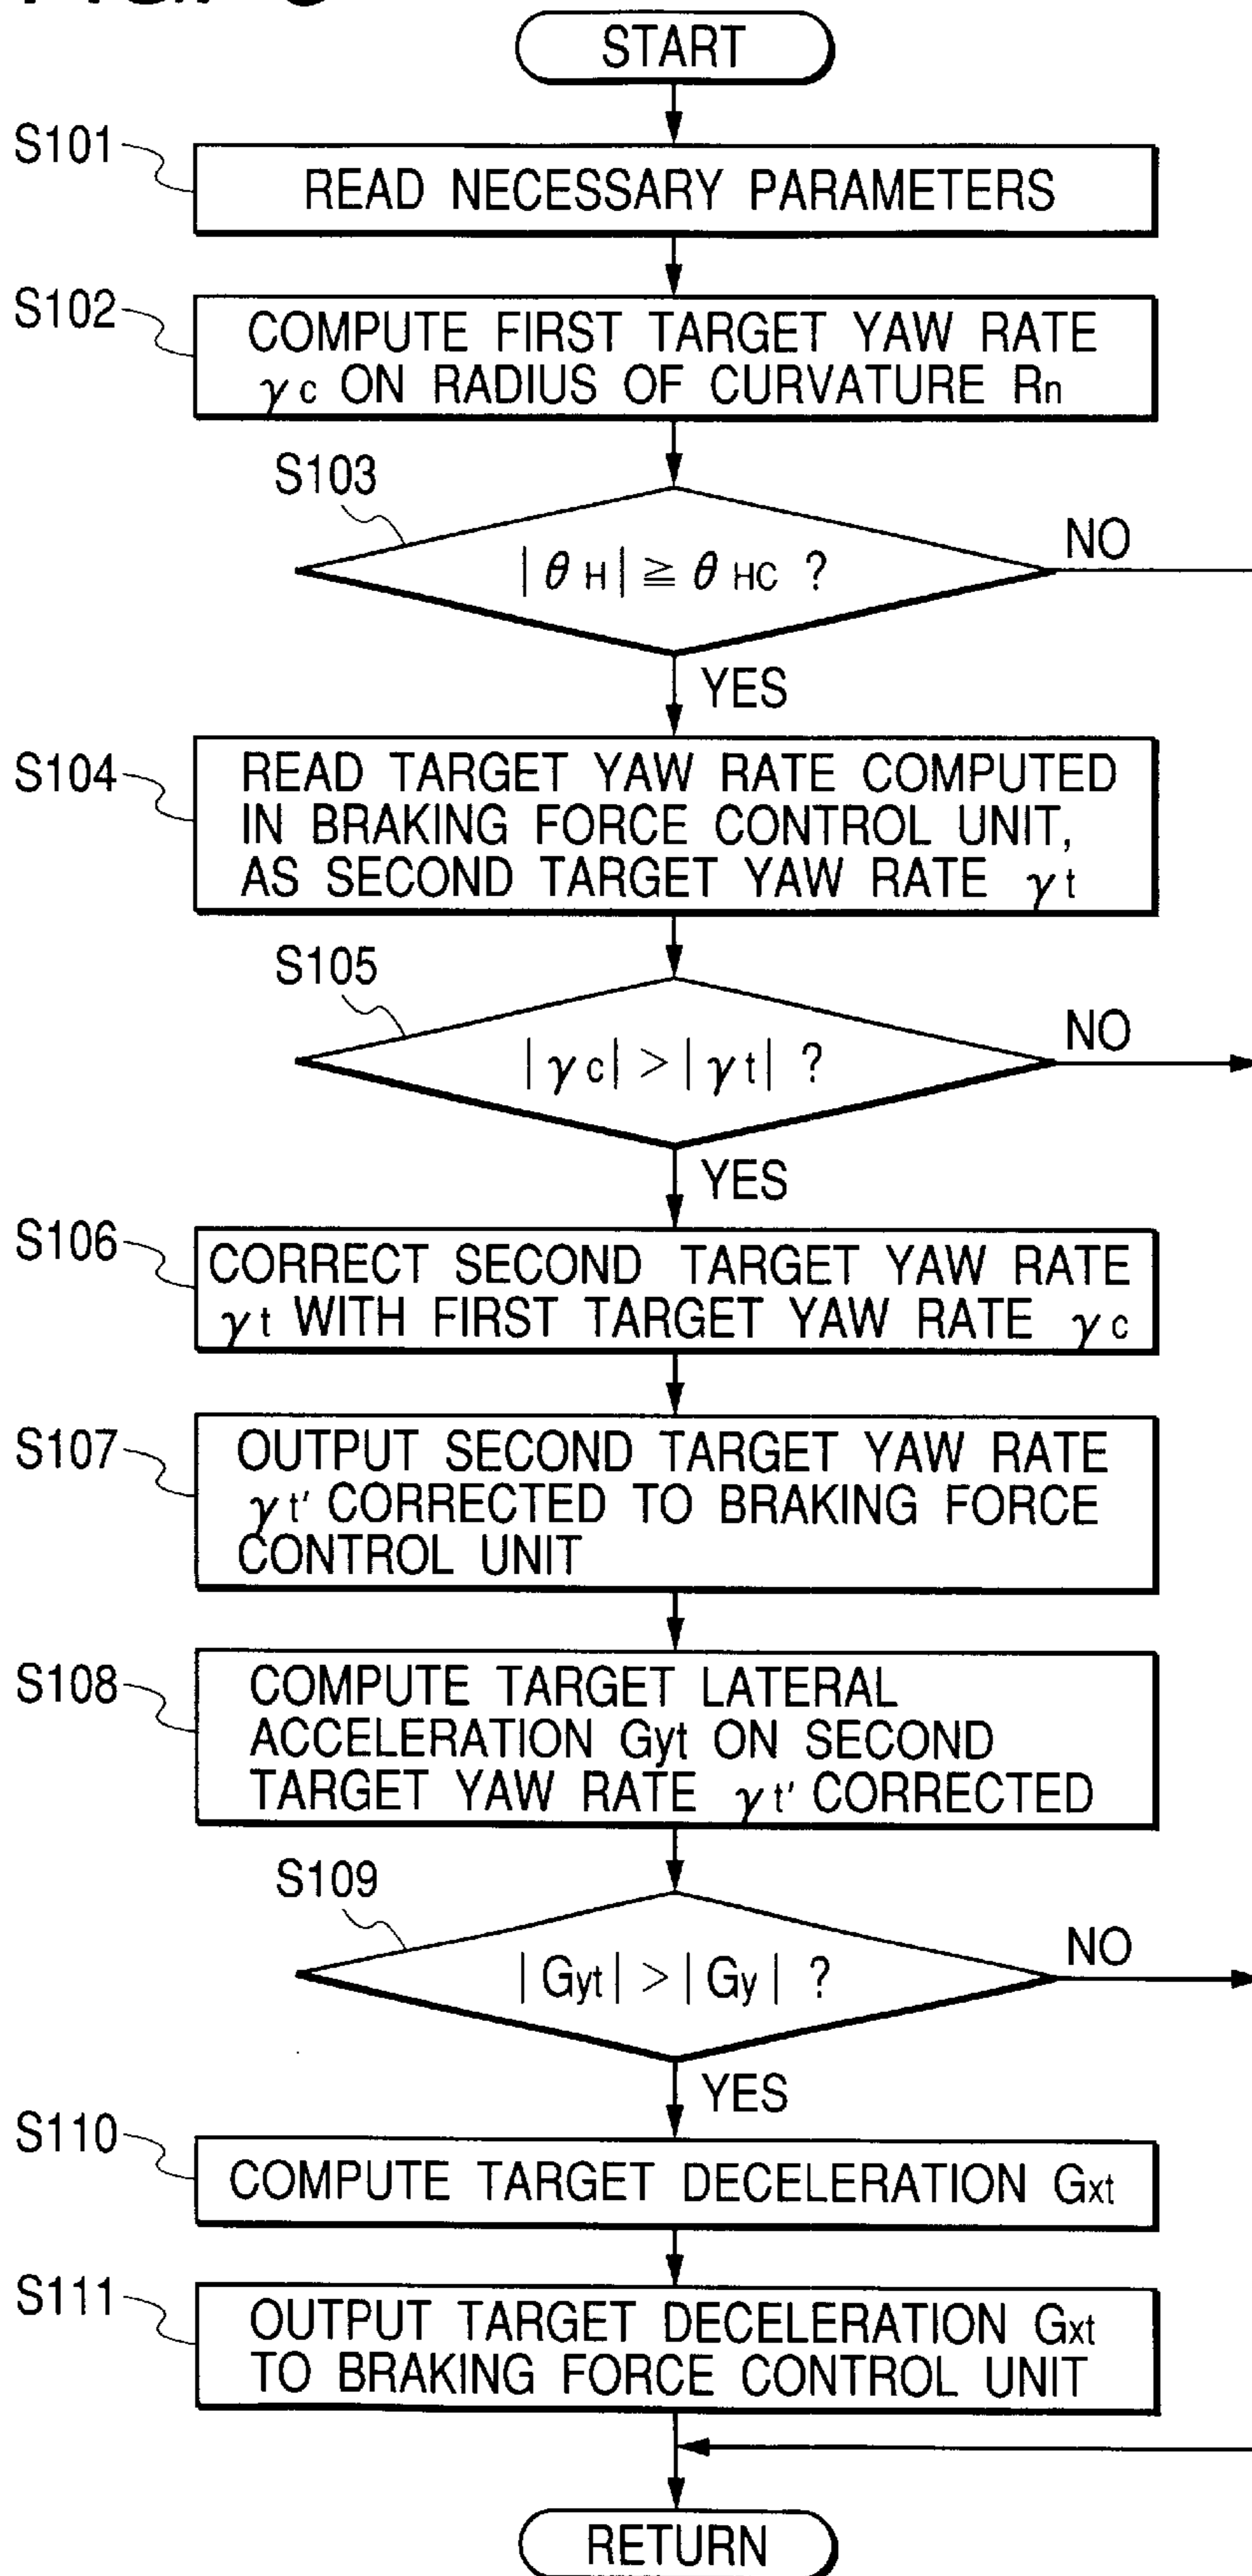 START
S101
READ NECESSARY PARAMETERS
S102
COMPUTE FIRST TARGET YAW RATE
γc ON RADIUS OF CURVATURE Rn
S103
|θH| ≧ θHC ?
NO
YES
S104
READ TARGET YAW RATE COMPUTED
IN BRAKING FORCE CONTROL UNIT,
AS SECOND TARGET YAW RATE γt
S105
|γc| > |γt| ?
NO
YES
S106
CORRECT SECOND TARGET YAW RATE
γt WITH FIRST TARGET YAW RATE γc
S107
OUTPUT SECOND TARGET YAW RATE
γt' CORRECTED TO BRAKING FORCE
CONTROL UNIT
S108
COMPUTE TARGET LATERAL
ACCELERATION Gyt ON SECOND
TARGET YAW RATE γt' CORRECTED
S109
|Gyt| > |Gy| ?
NO
YES
S110
COMPUTE TARGET DECELERATION Gxt
S111
OUTPUT TARGET DECELERATION Gxt
TO BRAKING FORCE CONTROL UNIT
RETURN